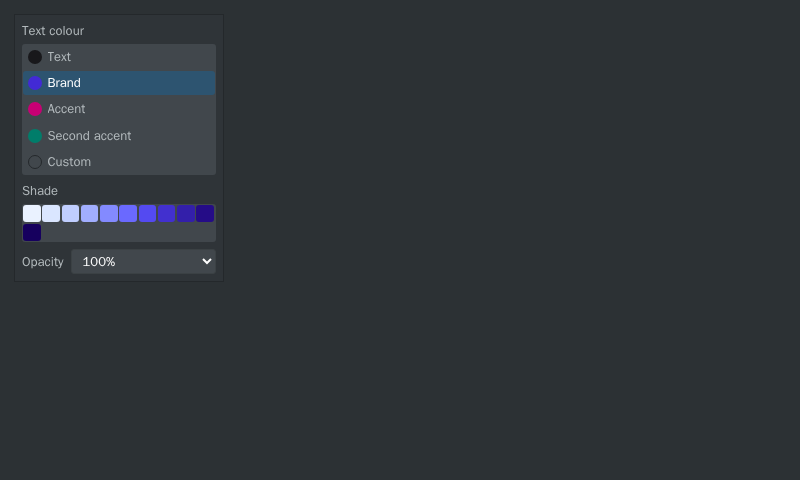 Text colour
Text
Brand
Accent
Second accent
Custom
Shade
Opacity 100%